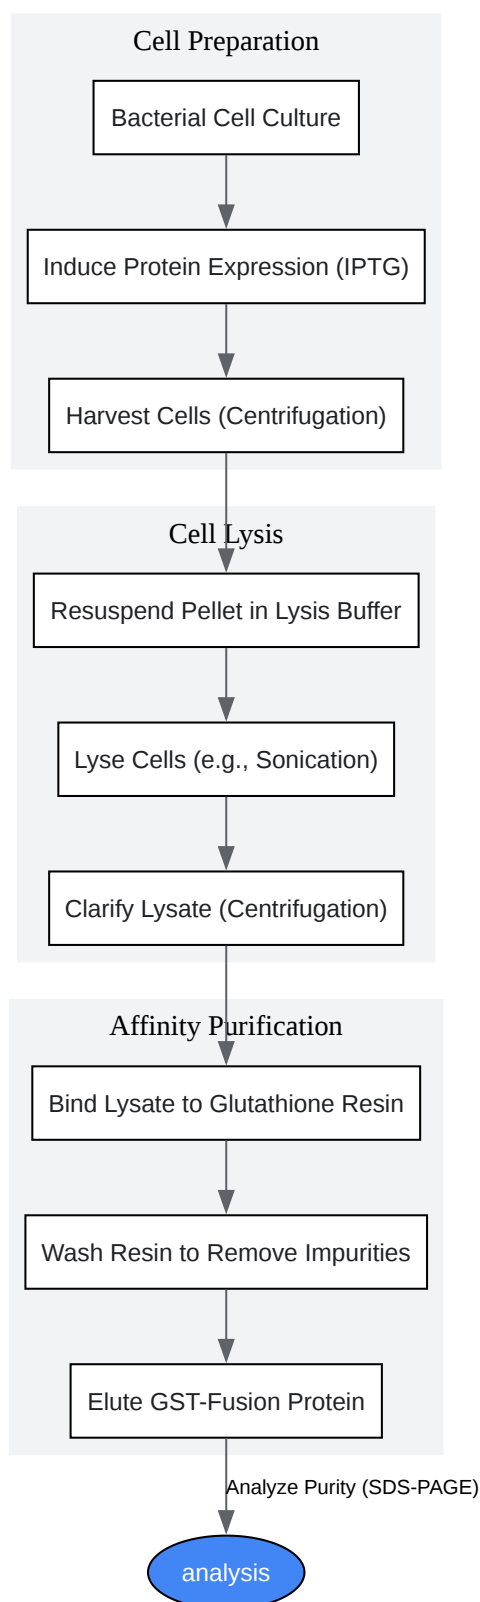 Cell Preparation
Bacterial Cell Culture
Induce Protein Expression (IPTG)
Harvest Cells (Centrifugation)
Cell Lysis
Resuspend Pellet in Lysis Buffer
Lyse Cells (e.g., Sonication)
Clarify Lysate (Centrifugation)
Affinity Purification
Bind Lysate to Glutathione Resin
Wash Resin to Remove Impurities
Elute GST-Fusion Protein
Analyze Purity (SDS-PAGE)
analysis